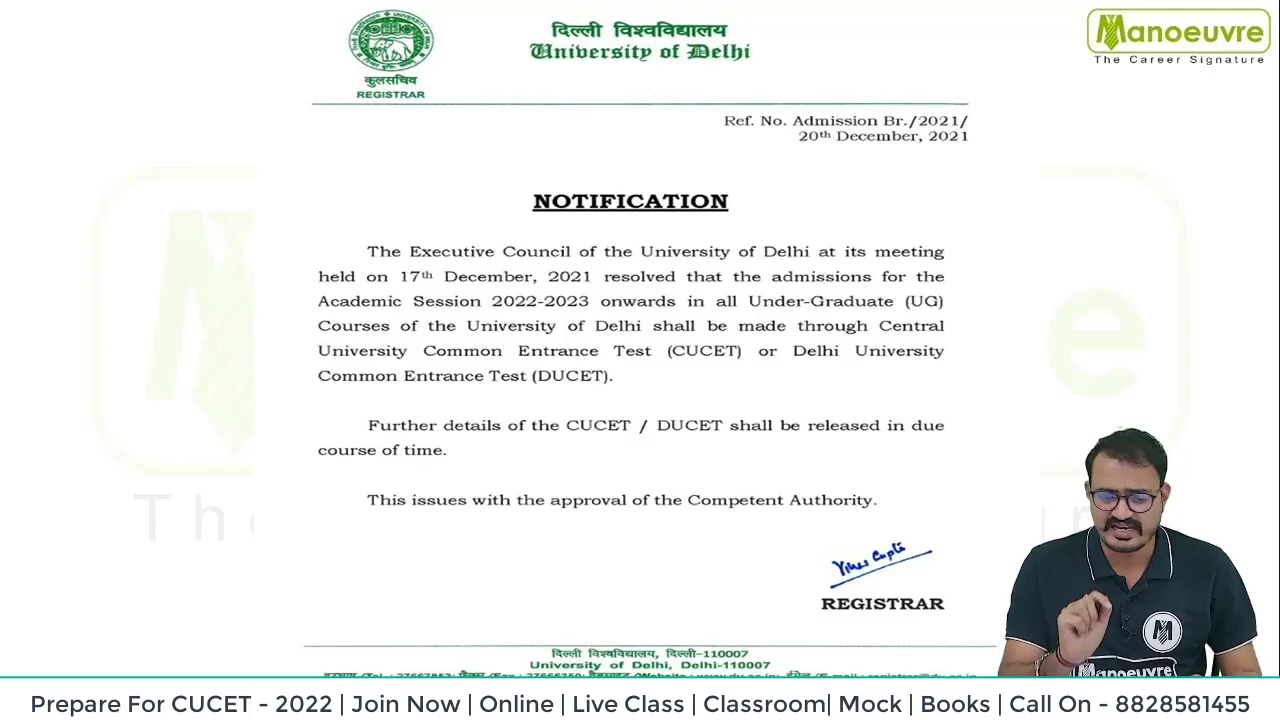 दिल्ली विश्वविद्यालय
University of Delhi
कुलसचिव
REGISTRAR
Manoeuvre
The Career Signature
Ref. No. Admission Br./2021/
20th December, 2021
NOTIFICATION
The Executive Council of the University of Delhi at its meeting
held on 17th December, 2021 resolved that the admissions for the
Academic Session 2022-2023 onwards in all Under-Graduate (UG)
Courses of the University of Delhi shall be made through Central
University Common Entrance Test (CUCET) or Delhi University
Common Entrance Test (DUCET).
Further details of the CUCET / DUCET shall be released in due
course of time.
This issues with the approval of the Competent Authority.
REGISTRAR
दिल्ली विश्वविद्यालय, दिल्ली-110007
University of Delhi, Delhi-110007
Manoeuvre
Prepare For CUCET - 2022 | Join Now | Online | Live Class | Classroom| Mock | Books | Call On - 8828581455